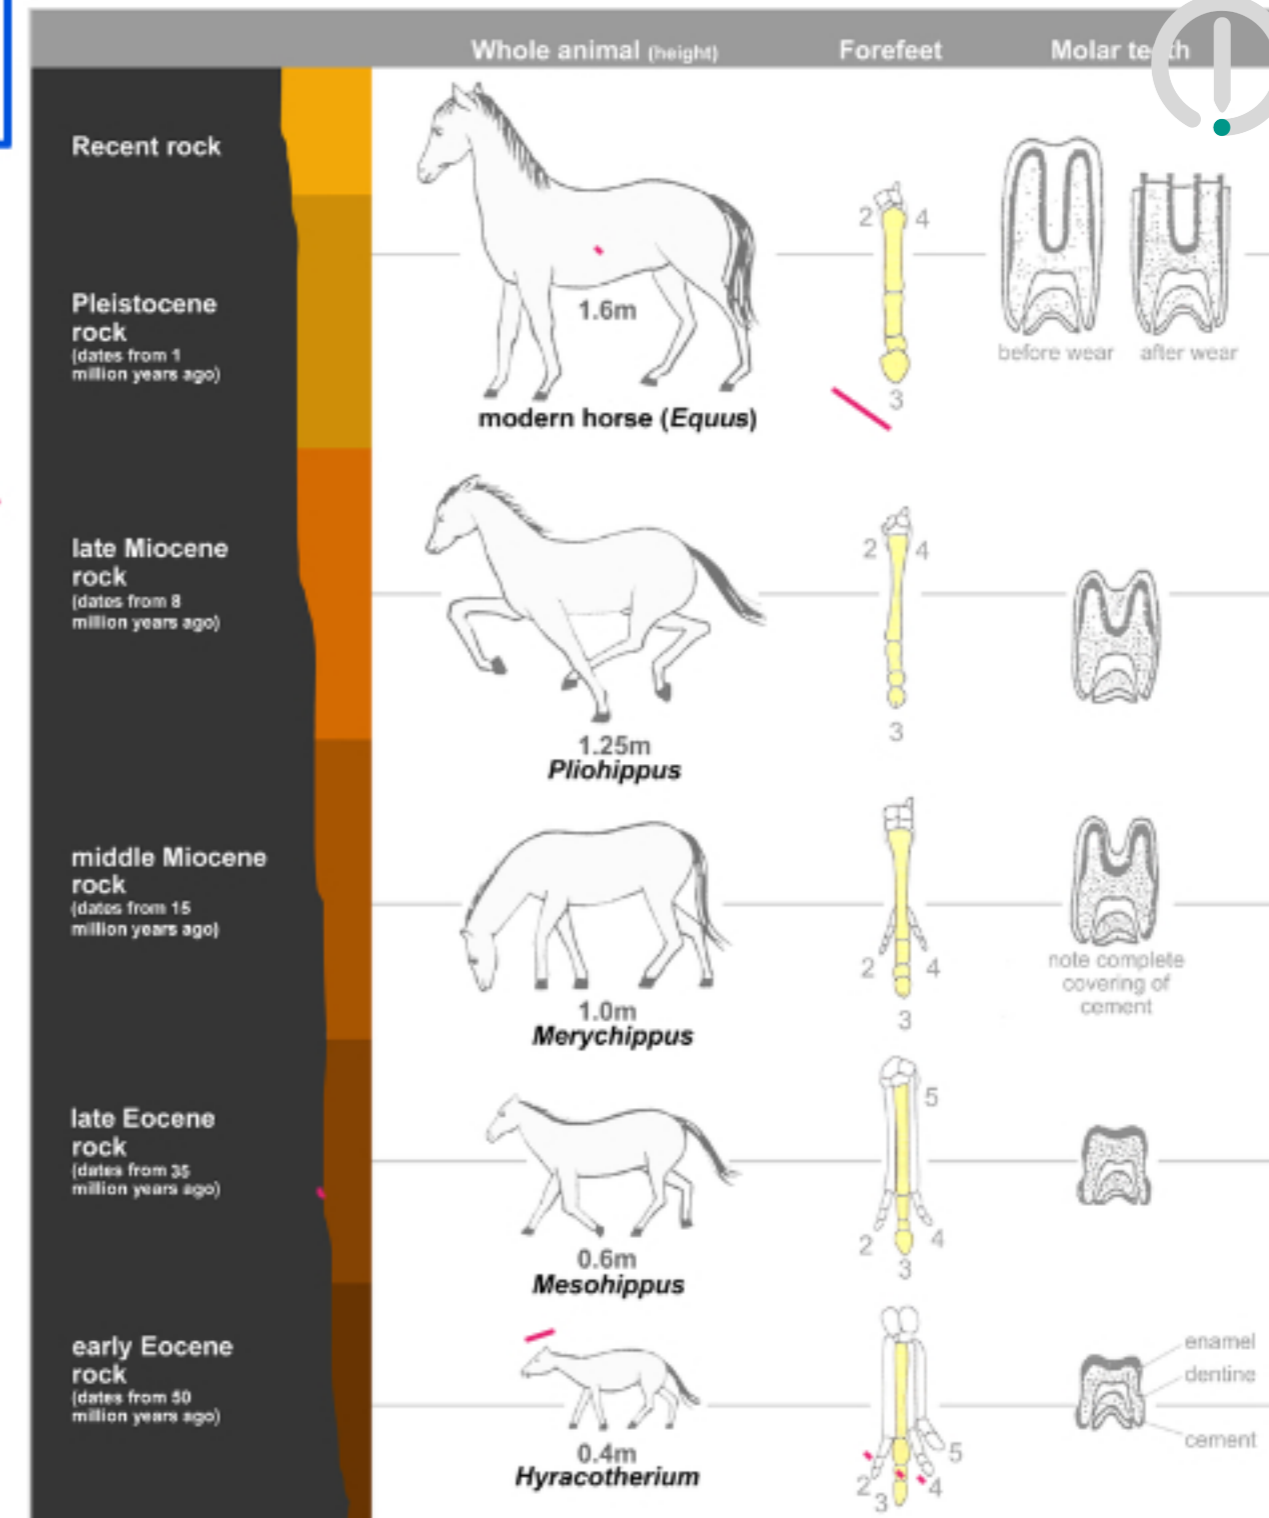 Whole animal (height)
Forefeet
Molar teeth
Recent rock
2
4
Pleistocene
rock
(dates from 1
million years ago)
1.6m
before wear
after wear
3
modern horse (Equus)
late Miocene
rock
(dates from 8
million years ago)
2
4
3
1.25m
Pliohippus
middle Miocene
rock
(dates from 15
million years ago)
2
4
3
note complete
covering of
cement
1.0m
Merychippus
late Eocene
rock
(dates from 35
million years ago)
5
2
4
3
0.6m
Mesohippus
early Eocene
rock
(dates from 50
million years ago)
enamel
dentine
cement
5
2
4
3
0.4m
Hyracotherium